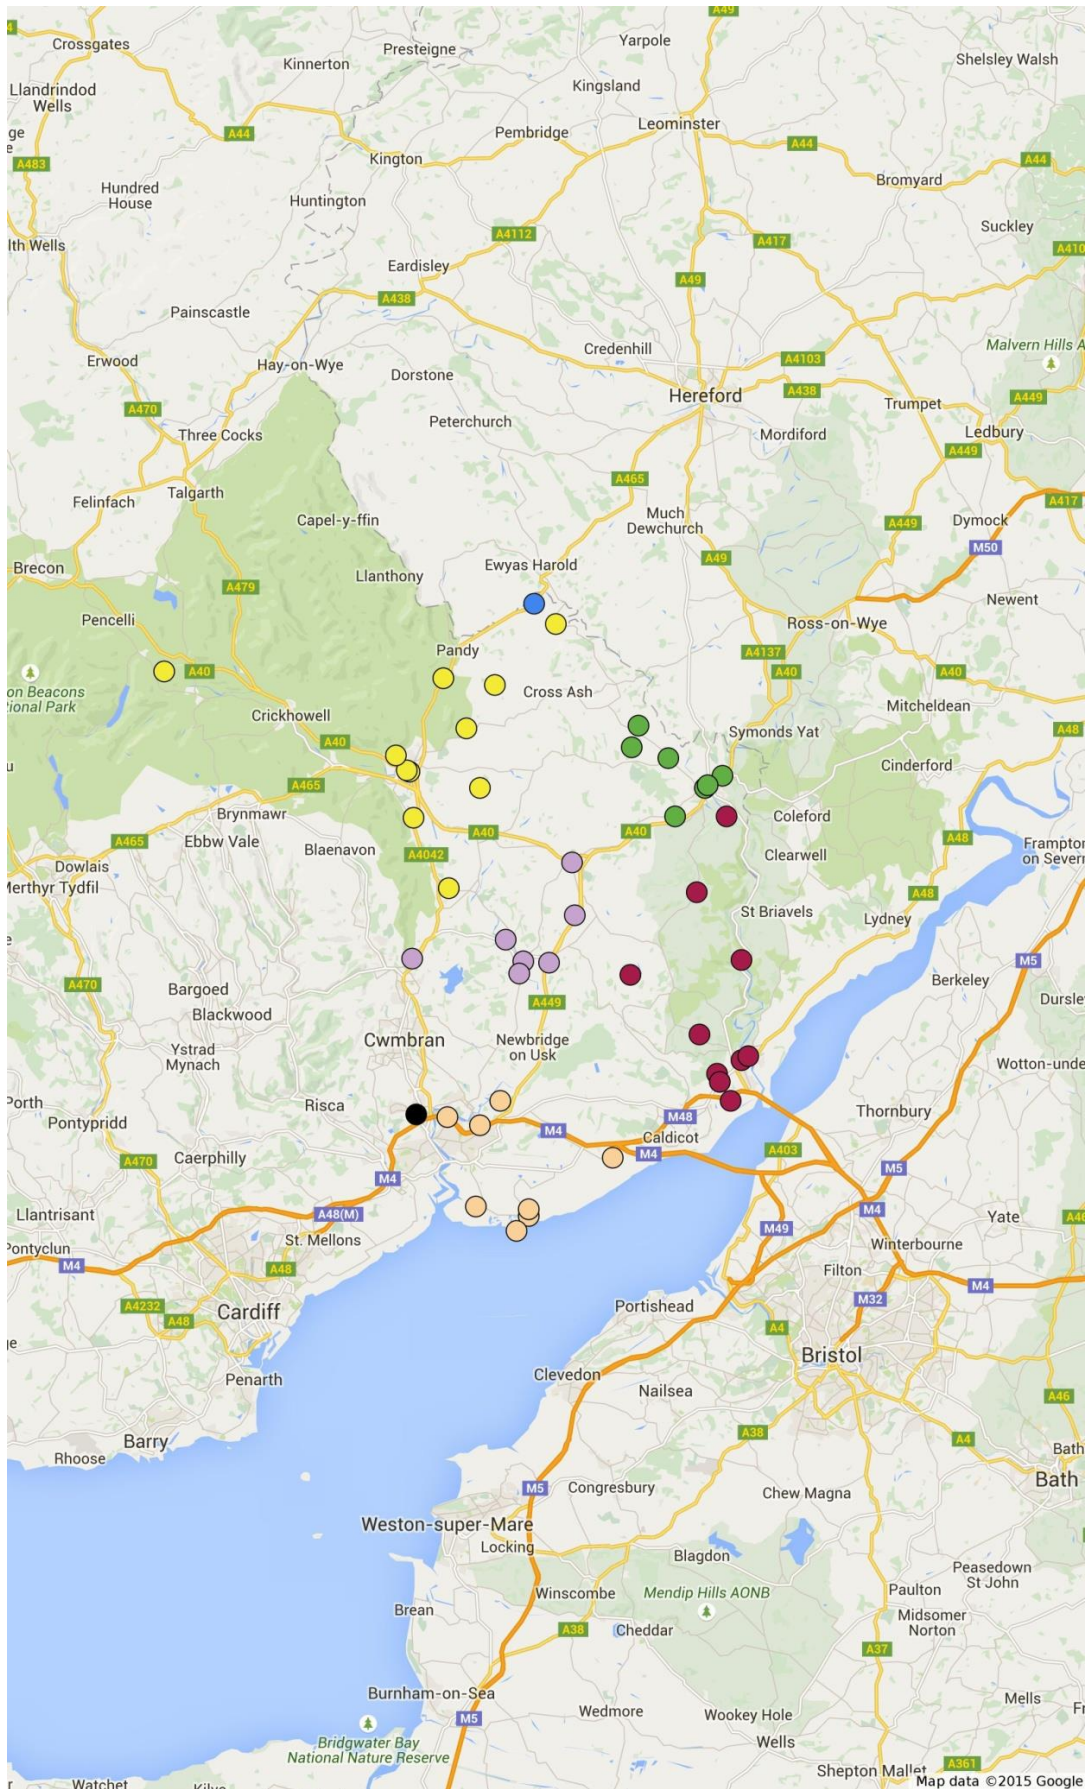 A49
Crossgates
Presteigne
Yarpole
Kinnerton
Shelsley Walsh
Llandrindod
Wells
Kingsland
Leominster
A44
Pembridge
A44
A44
Kington
A483
Bromyard
Hundred
House
Huntington
Suckley
A4112
A417
lth Wells
A410
Eardisley
A49
A438
Painscastle
Credenhill
Malvern Hills A
Erwood
Hay-on-Wye
A4103
Dorstone
A438
Hereford
A449
A470
Trumpet
Peterchurch
Three Cocks
Mordiford
Ledbury
A449
A465
Talgarth
Felinfach
A417
Much
Dewchurch
Capel-y-ffin
A449
Dymock
M50
Brecon
Ewyas Harold
A49
Llanthony
A479
Newent
Pencelli
Ross-on-Wye
Pandy
A4137
A40
A40
A40
on Beacons
tional Park
Cross Ash
Mitcheldean
Crickhowell
Symonds Yat
A48
A40
Cinderford
A465
Brynmawr
Coleford
A465
Ebbw Vale
A40
A40
A48
Blaenavon
A4042
Clearwell
Frampton
on Severn
Dowlais
Merthyr Tydfil
A48
St Briavels
Lydney
M5
A470
Bargoed
Berkeley
Blackwood
A449
Dursle
Cwmbran
Newbridge
on Usk
Ystrad
Mynach
Wotton-unde
Porth
Risca
Thornbury
Pontypridd
M48
M4
Caldicot
A403
Caerphilly
A470
M4
M4
M5
Llantrisant
A48(M)
M4
Yate
A46
M49
St. Mellons
Pontyclun
Winterbourne
M4
A48
Filton
M4
A4232
Cardiff
Portishead
M32
A48
A4
Bristol
Clevedon
Penarth
Nailsea
A46
Barry
A38
A4
Bath
Rhoose
Bath
M5
Congresbury
Chew Magna
Weston-super-Mare
Locking
Blagdon
Peasedown
St John
Winscombe
Mendip Hills AONB
Paulton
Brean
Midsomer
Norton
A38
Cheddar
A37
Burnham-on-Sea
Mells
Wedmore
Wookey Hole
M5
Wells
Bridgwater Bay
National Nature Reserve
A361
Shepton Mallet
Watchet
Map data ©2015 Google